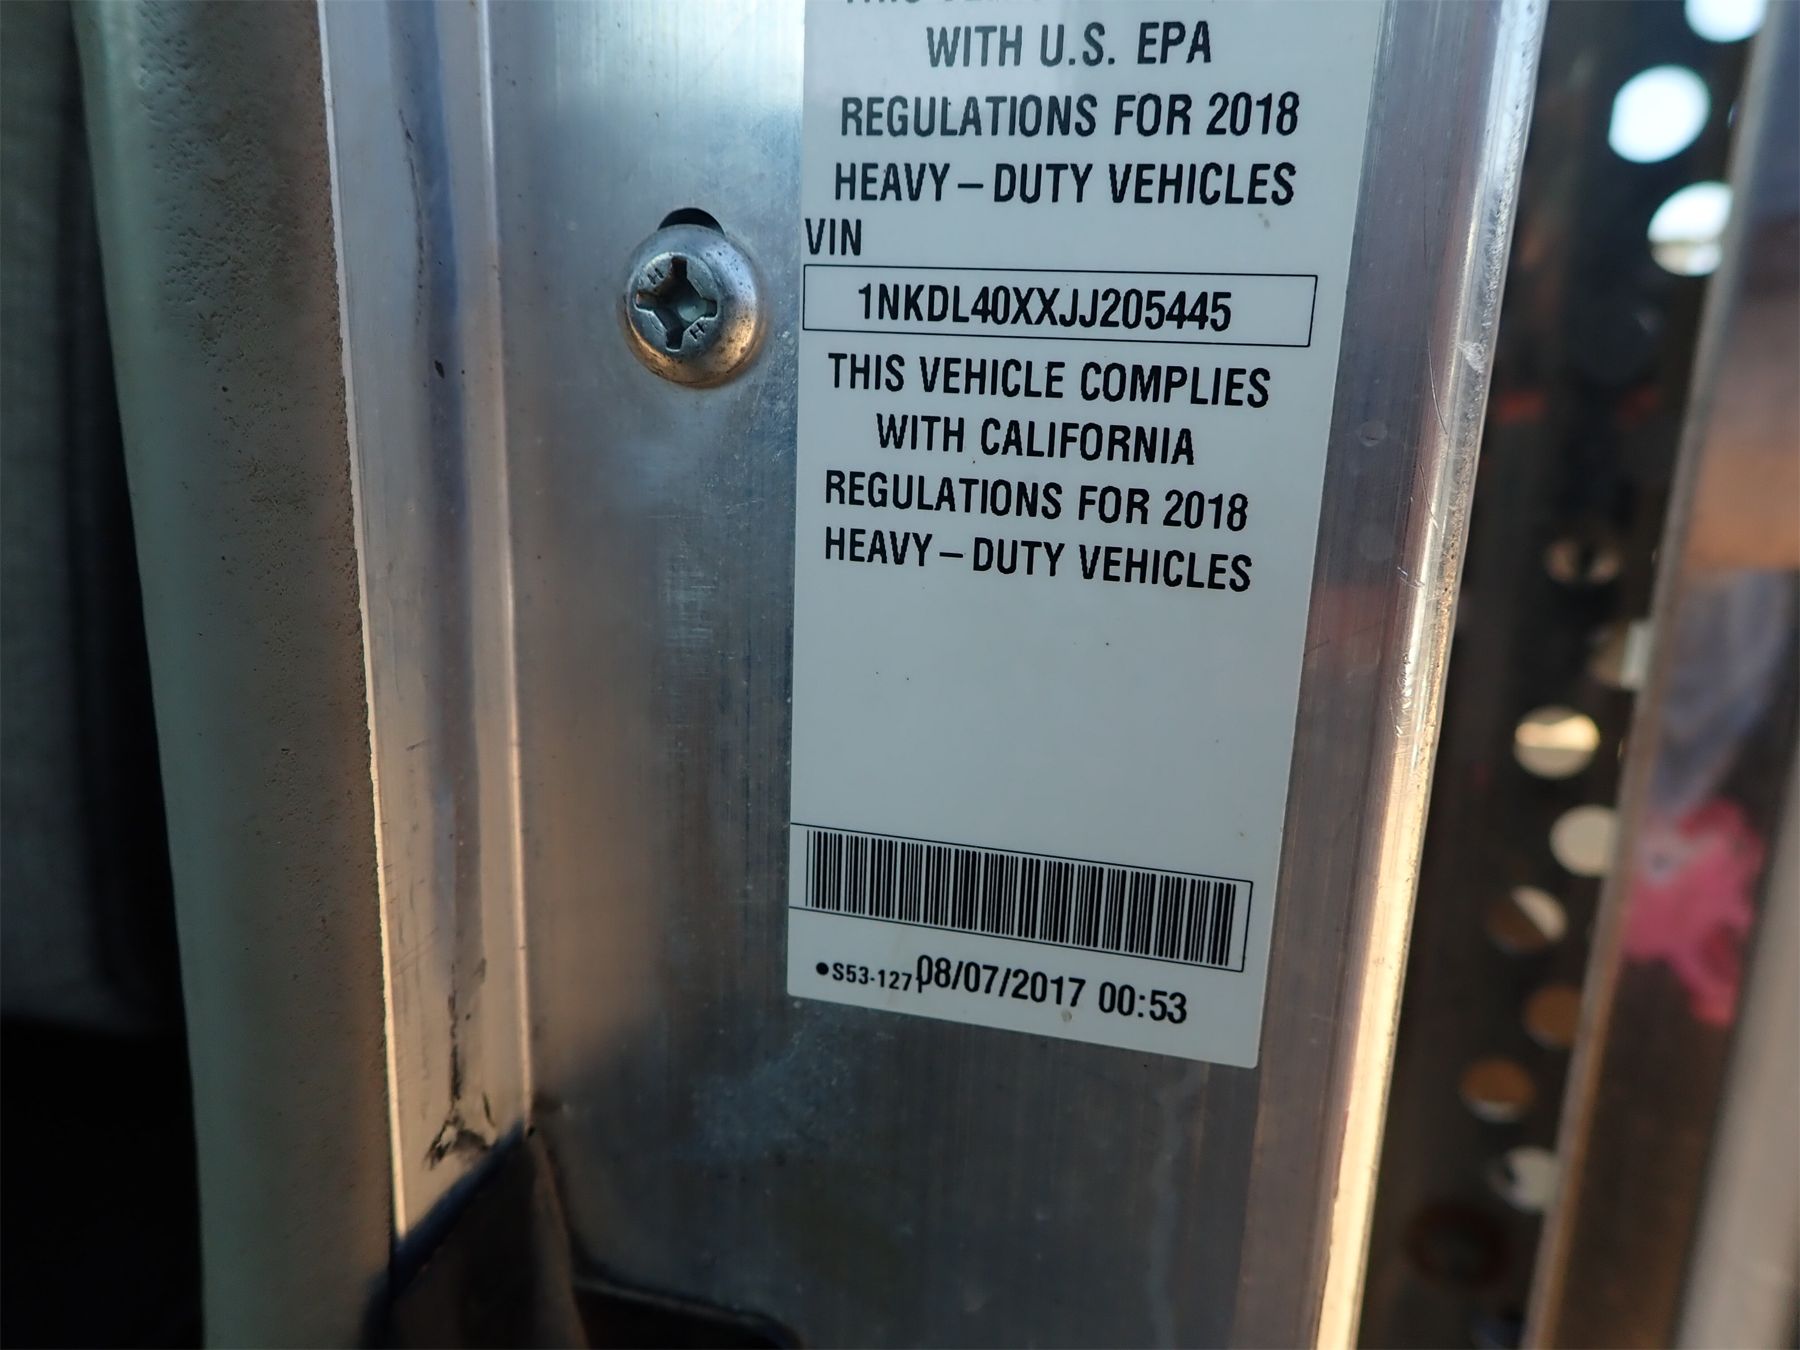 WITH U.S. EPA
REGULATIONS FOR 2018
HEAVY – DUTY VEHICLES
VIN
1NKDL40XXJJ205445
THIS VEHICLE COMPLIES
WITH CALIFORNIA
REGULATIONS FOR 2018
HEAVY – DUTY VEHICLES
●S53-127 08/07/2017 00:53